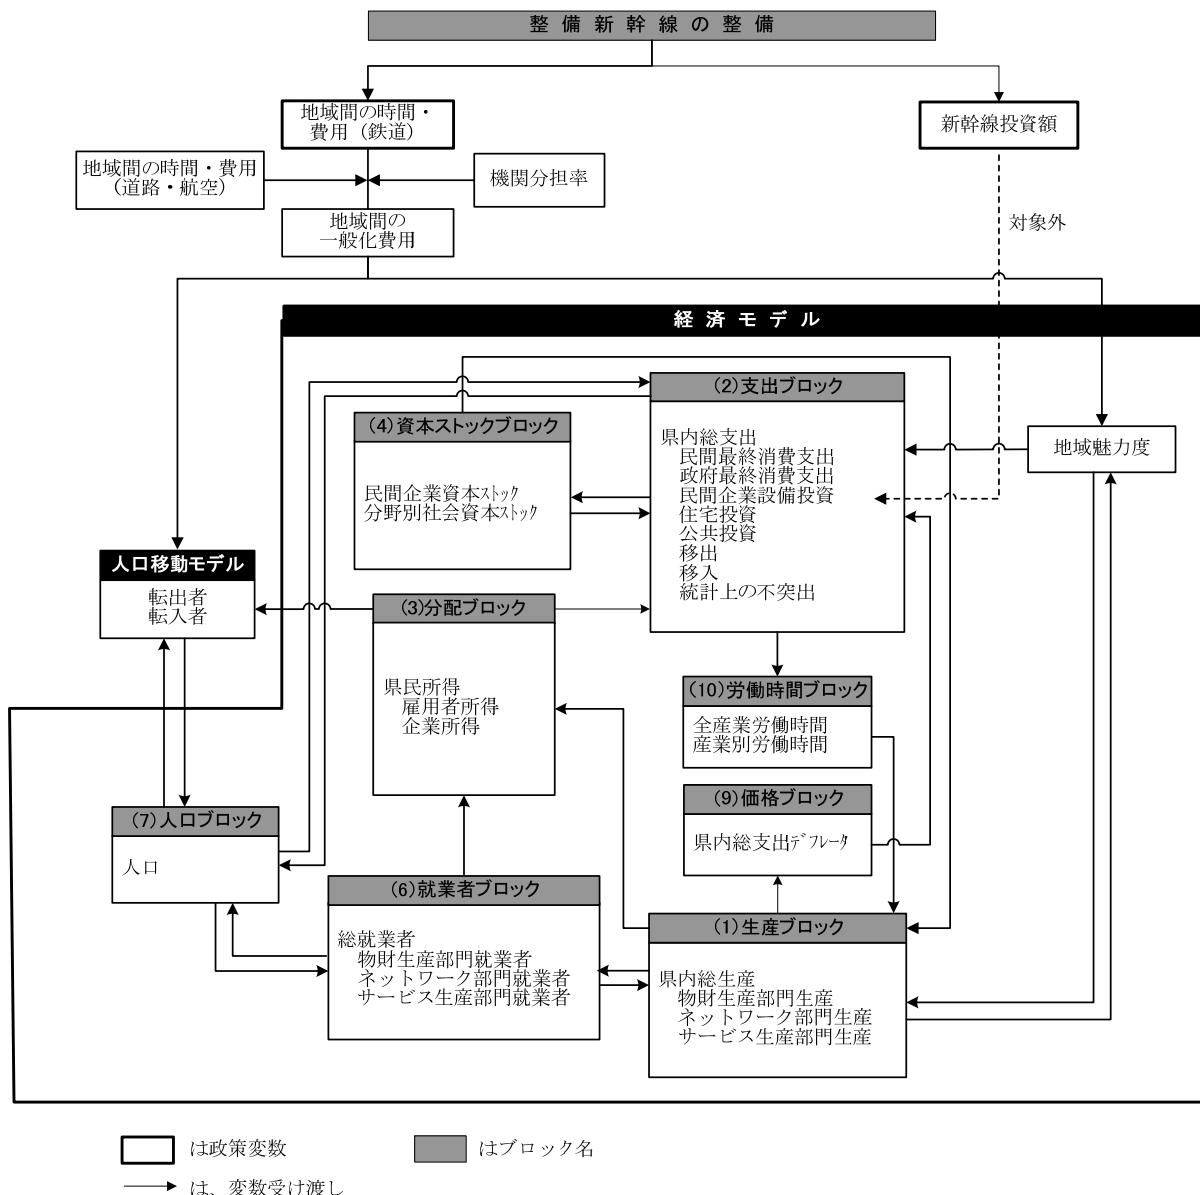 整備新幹線の整備
地域間の時間・
費用（鉄道）
新幹線投資額
地域間の時間・費用
（道路・航空）
機関分担率
地域間の
一般化費用
対象外
経済モデル
(2)支出ブロック
県内総支出
民間最終消費支出
政府最終消費支出
民間企業設備投資
住宅投資
公共投資
移出
移入
統計上の不突出
(4)資本ストックブロック
民間企業資本ｽﾄｯｸ
分野別社会資本ｽﾄｯｸ
地域魅力度
人口移動モデル
転出者
転入者
(3)分配ブロック
県民所得
雇用者所得
企業所得
(10)労働時間ブロック
全産業労働時間
産業別労働時間
(9)価格ブロック
県内総支出ﾃﾞﾌﾚｰﾀ
(7)人口ブロック
人口
(6)就業者ブロック
総就業者
物財生産部門就業者
ネットワーク部門就業者
サービス生産部門就業者
(1)生産ブロック
県内総生産
物財生産部門生産
ネットワーク部門生産
サービス生産部門生産
は政策変数
はブロック名
は、変数受け渡し